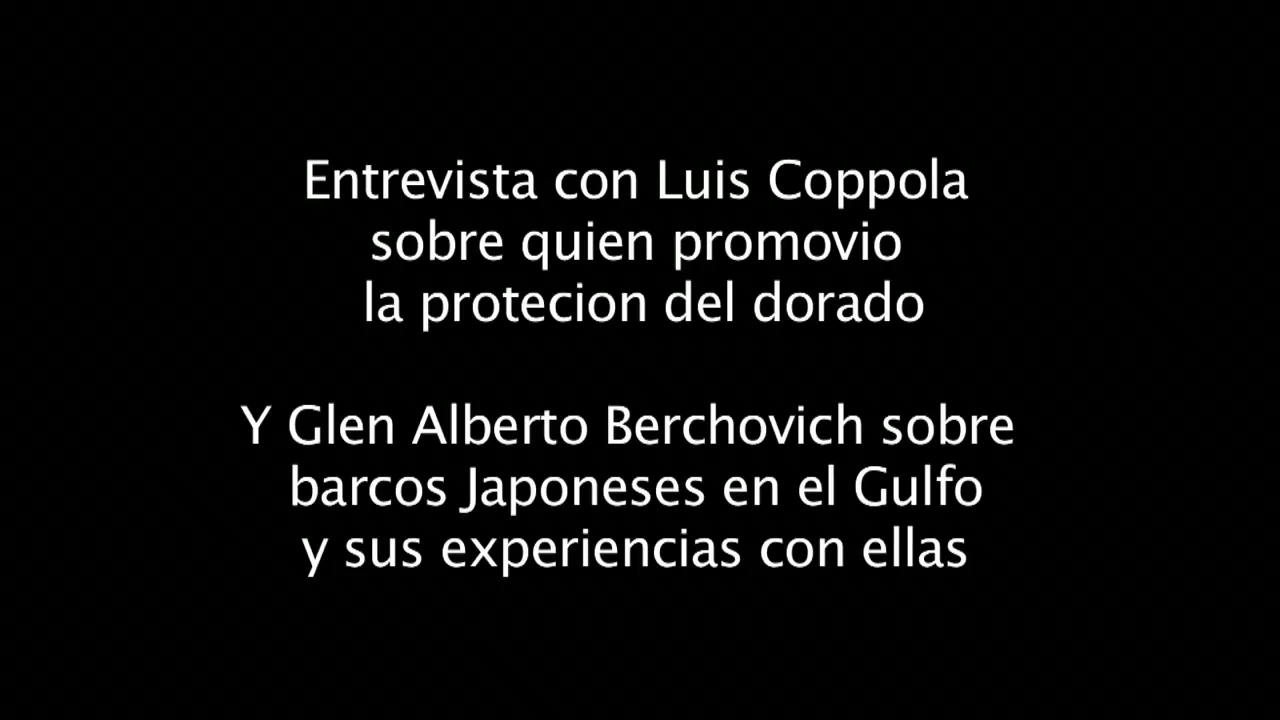 Entrevista con Luis Coppola
sobre quien promovio
la protecion del dorado
Y Glen Alberto Berchovich sobre
barcos Japoneses en el Gulfo
y sus experiencias con ellas